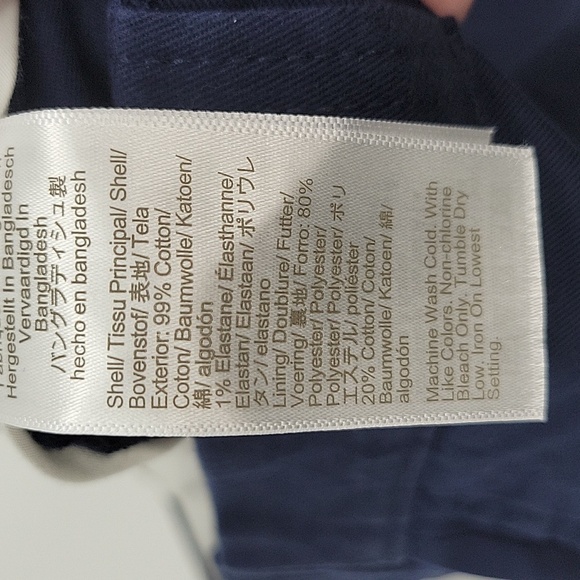 Hergestellt In Bangladesch
Vervaardigd In
Bangladesh
バングラディシュ製
hecho en bangladesh
Shell/ Tissu Principal/ Shell/
Bovenstof/ 表地/ Tela
Exterior: 99% Cotton/
Coton/ Baumwolle/ Katoen/
綿/ algodón
1% Elastane/ Élasthanne/
Elastan/ Elastaan/ ポリウレ
タン/ elastano
Lining/ Doublure/ Futter/
Voering/ 裏地/ Forro: 80%
Polyester/ Polyester/
Polyester/ Polyester/ ポリ
エステル/ poliéster
20% Cotton/ Coton/
Baumwolle/ Katoen/ 綿/
algodón
Machine Wash Cold. With
Like Colors. Non-chlorine
Bleach Only. Tumble Dry
Low. Iron On Lowest
Setting.